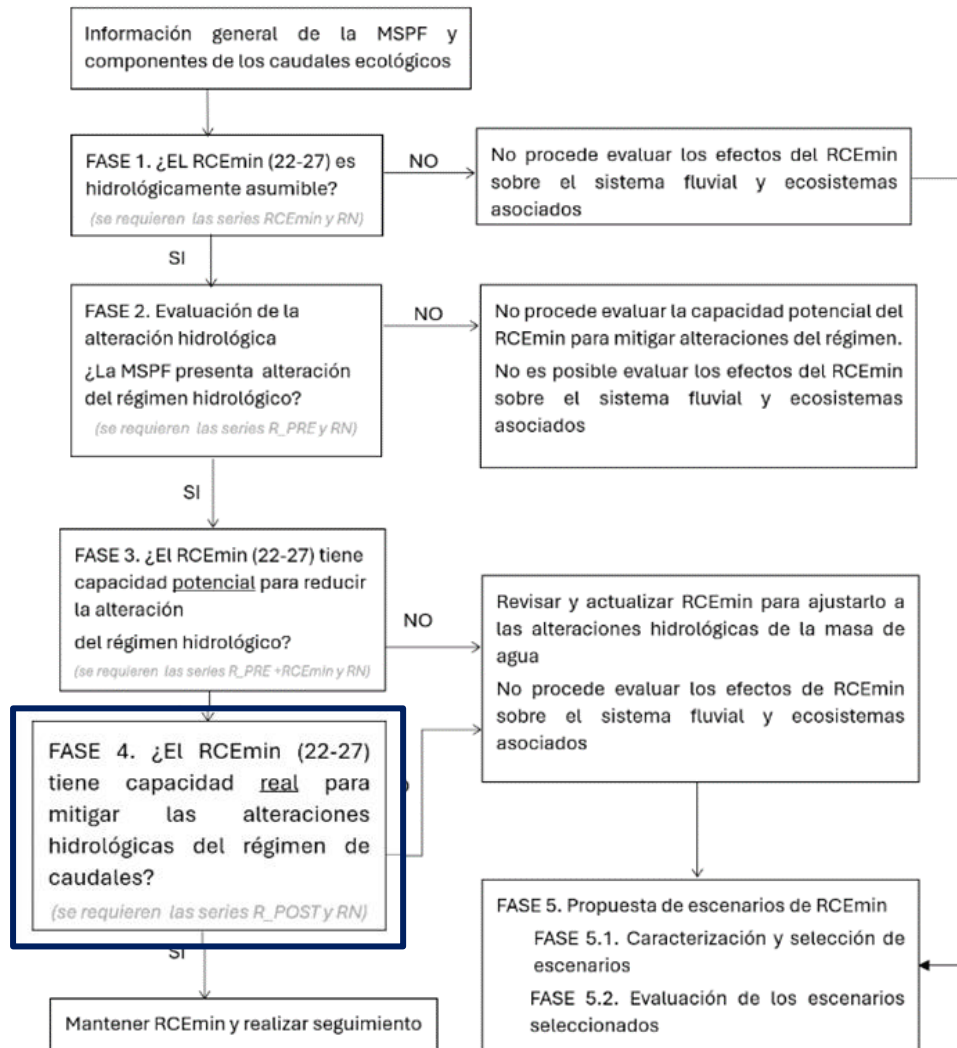 Información general de la MSPF y
componentes de los caudales ecológicos
FASE 1. ¿EL RCEmin (22-27) es
hidrológicamente asumible?
(se requieren las series RCEmin y RN)
NO
No procede evaluar los efectos del RCEmin
sobre el sistema fluvial y ecosistemas
asociados
SI
FASE 2. Evaluación de la
alteración hidrológica
¿La MSPF presenta alteración
del régimen hidrológico?
(se requieren las series R_PRE y RN)
NO
No procede evaluar la capacidad potencial del
RCEmin para mitigar alteraciones del régimen.
No es posible evaluar los efectos del RCEmin
sobre el sistema fluvial y ecosistemas
asociados
SI
FASE 3. ¿El RCEmin (22-27) tiene
capacidad potencial para reducir
la alteración
del régimen hidrológico?
(se requieren las series R_PRE +RCEmin y RN)
NO
Revisar y actualizar RCEmin para ajustarlo a
las alteraciones hidrológicas de la masa de
agua
No procede evaluar los efectos de RCEmin
sobre el sistema fluvial y ecosistemas
asociados
FASE 4. ¿El RCEmin (22-27)
tiene capacidad real para
mitigar las alteraciones
hidrológicas del régimen de
caudales?
(se requieren las series R_POST y RN)
SI
Mantener RCEmin y realizar seguimiento
FASE 5. Propuesta de escenarios de RCEmin
FASE 5.1. Caracterización y selección de
escenarios
FASE 5.2. Evaluación de los escenarios
seleccionados